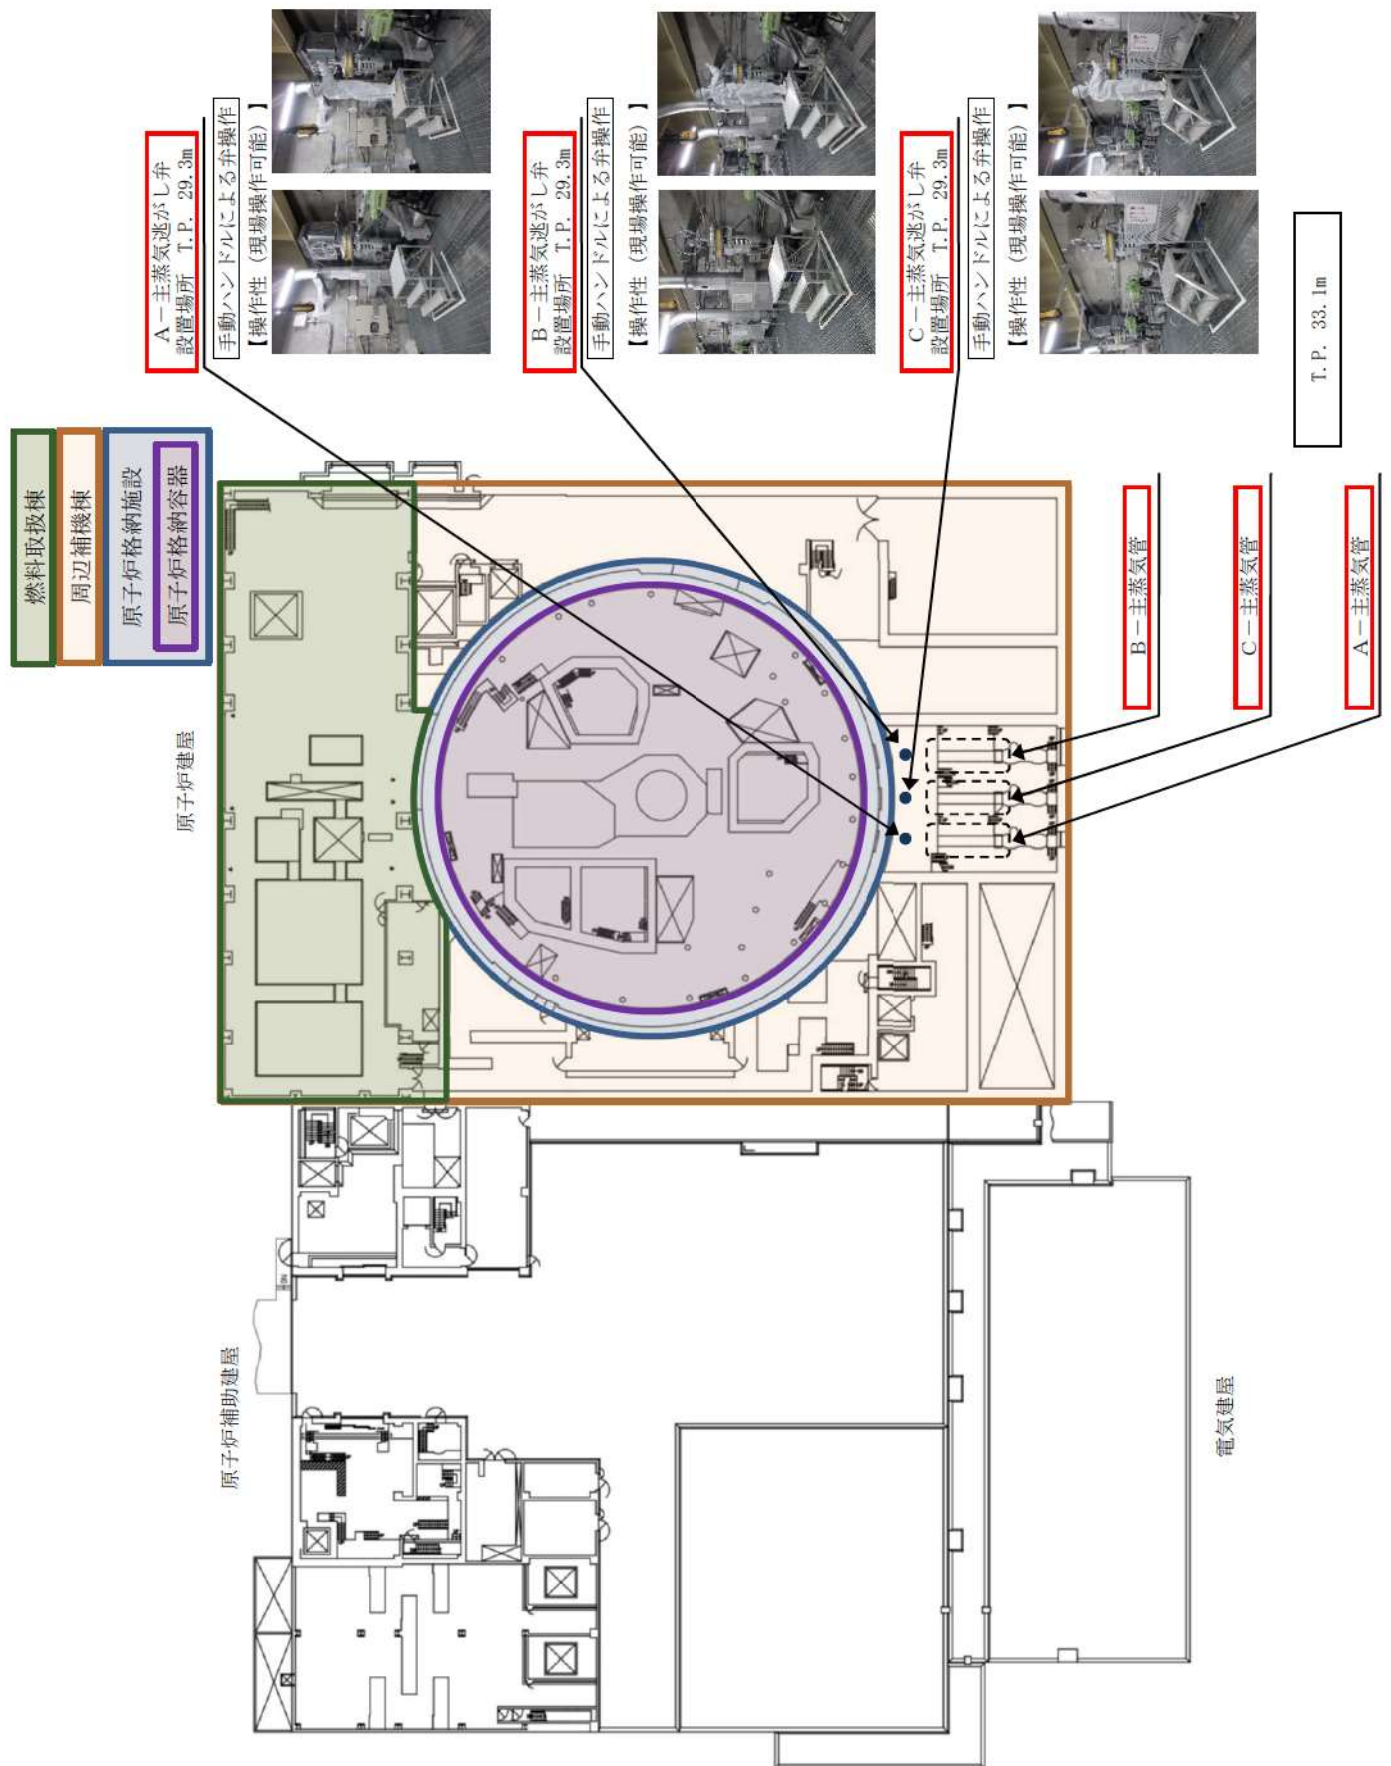 燃料取扱棟
周辺補機棟
原子炉格納施設
原子炉格納容器
A－主蒸気逃がし弁
設置場所 T.P. 29.3m
手動ハンドルによる弁操作
【操作性（現場操作可能）】
B－主蒸気逃がし弁
設置場所 T.P. 29.3m
手動ハンドルによる弁操作
【操作性（現場操作可能）】
C－主蒸気逃がし弁
設置場所 T.P. 29.3m
手動ハンドルによる弁操作
【操作性（現場操作可能）】
T.P. 33.1m
B－主蒸気管
C－主蒸気管
A－主蒸気管
原子炉建屋
原子炉補助建屋
電気建屋